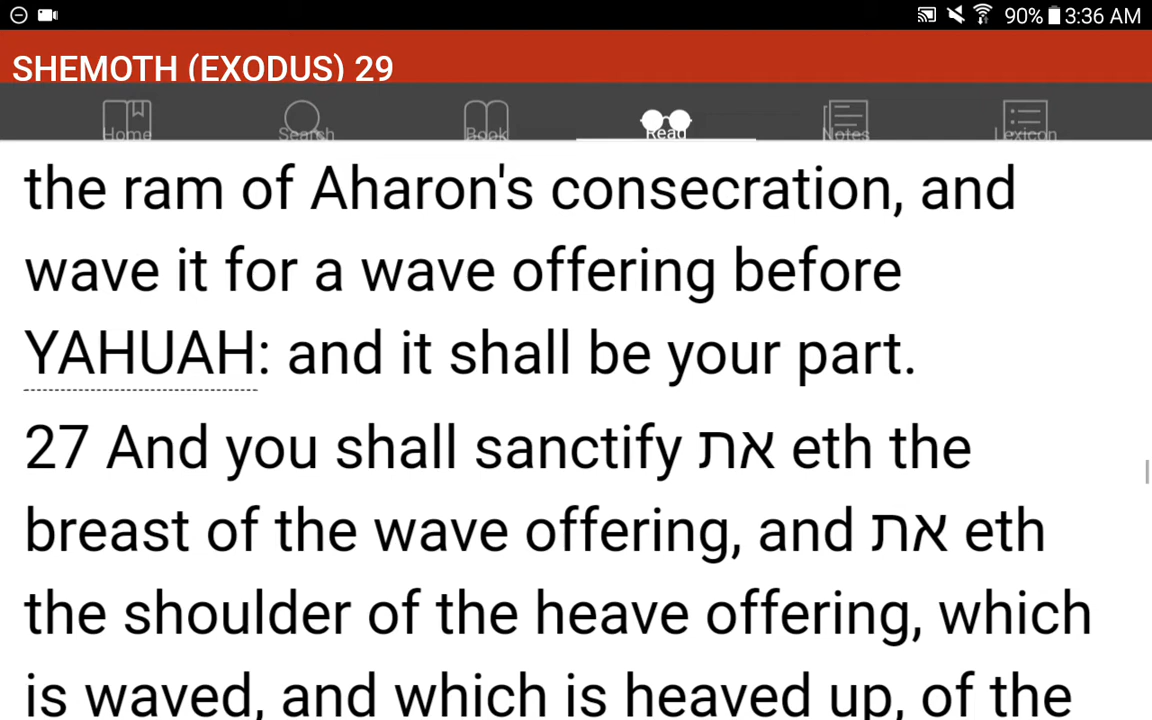 90% 3:36 AM
SHEMOTH (EXODUS) 29
Home Search Book Read Notes Lexicon
the ram of Aharon's consecration, and
wave it for a wave offering before
YAHUAH: and it shall be your part.
27 And you shall sanctify את eth the
breast of the wave offering, and את eth
the shoulder of the heave offering, which
is waved, and which is heaved up, of the